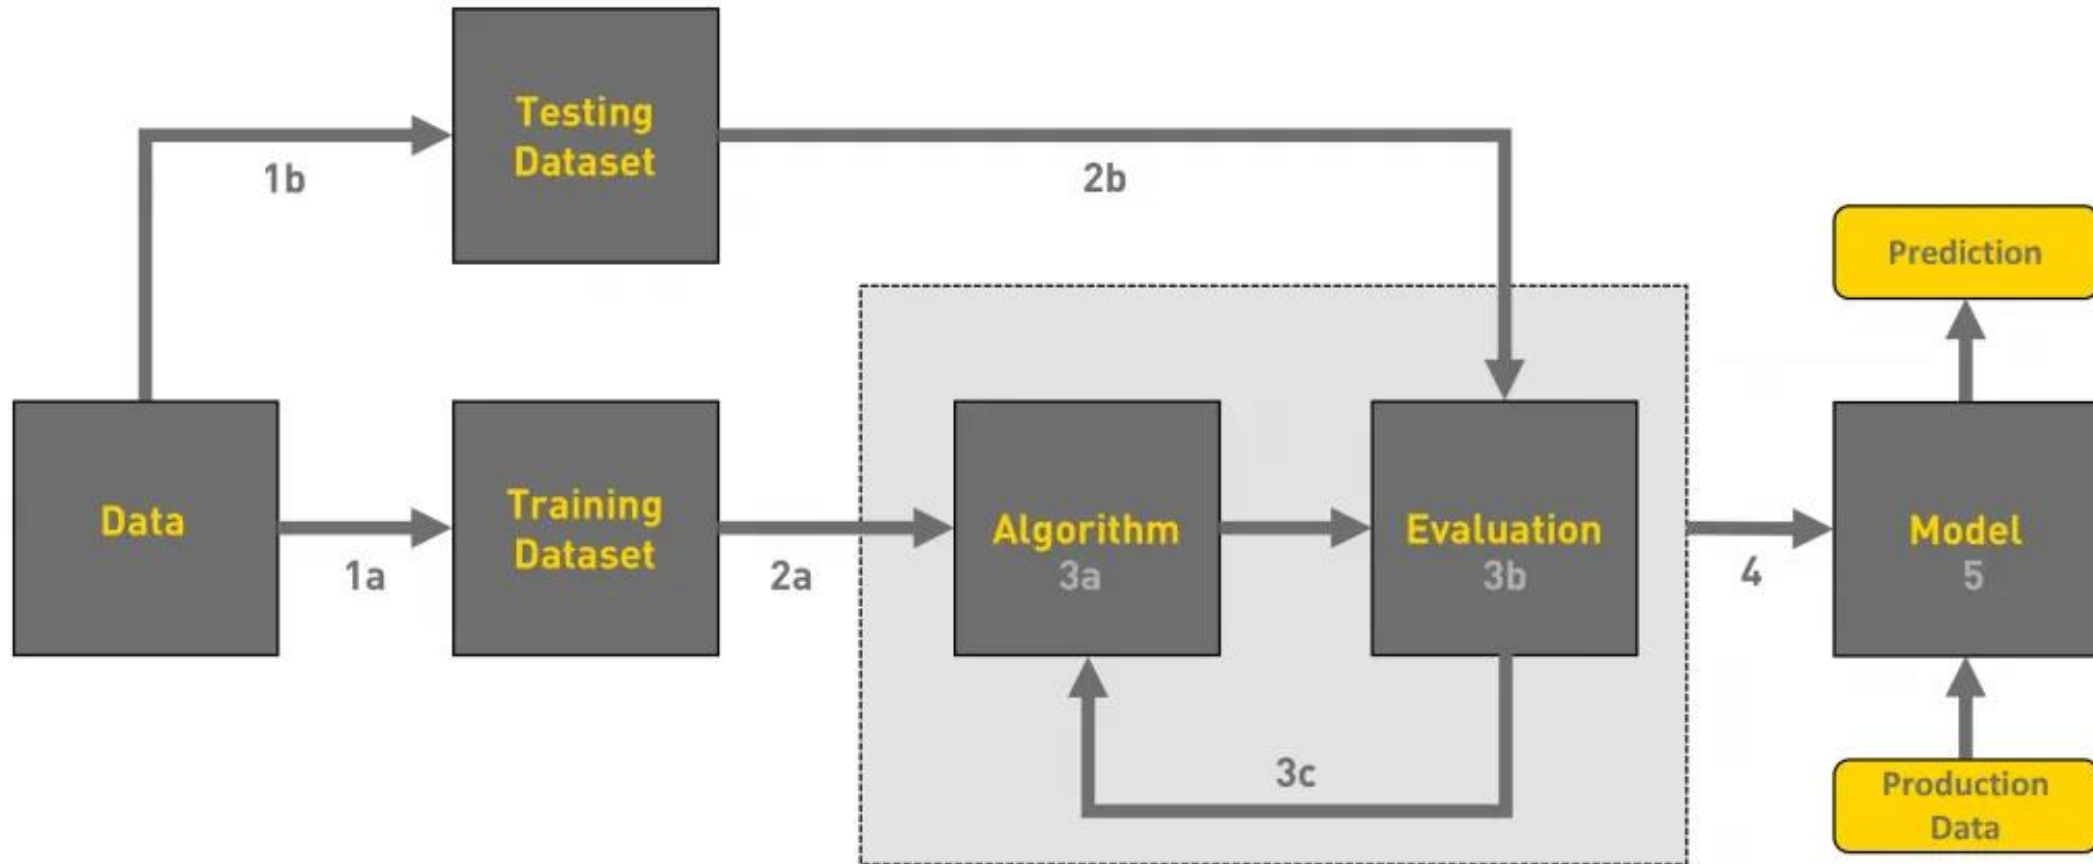 Testing
Dataset
1b
2b
Prediction
Data
1a
Training
Dataset
2a
Algorithm
3a
Evaluation
3b
3c
4
Model
5
Production
Data